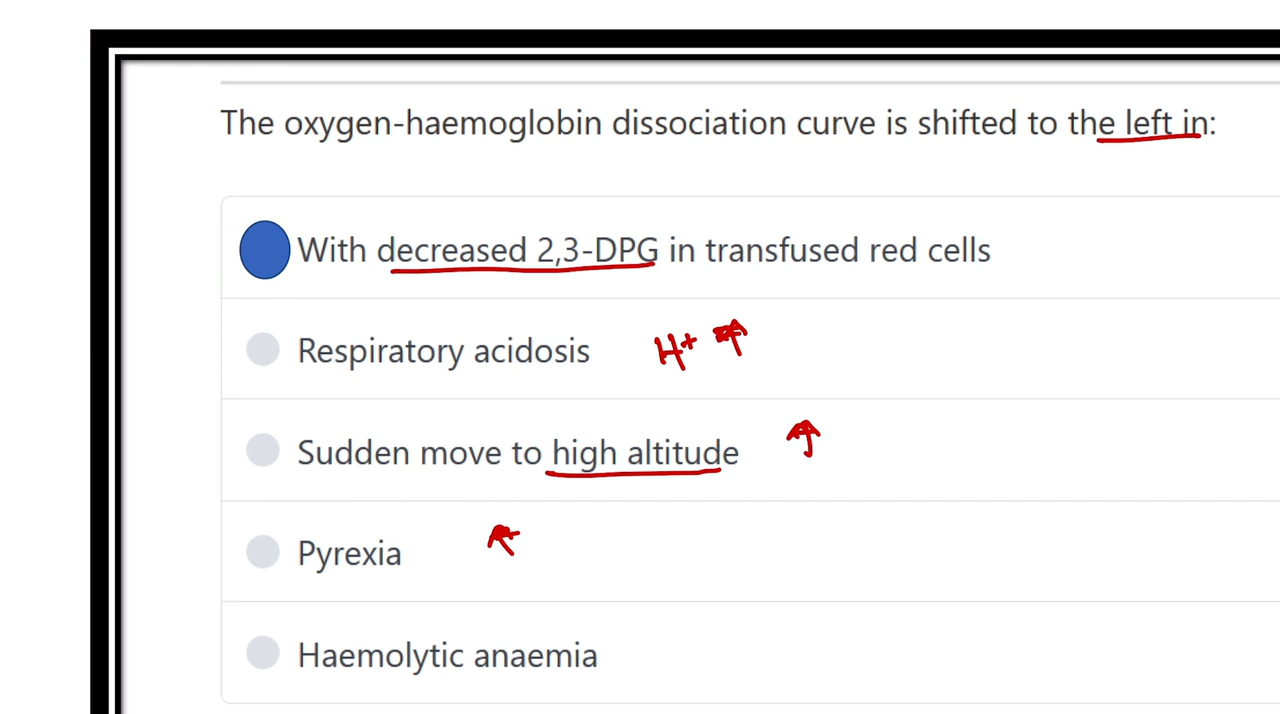 The oxygen-haemoglobin dissociation curve is shifted to the left in:
With decreased 2,3-DPG in transfused red cells
Respiratory acidosis H+ ↑
Sudden move to high altitude ↑
Pyrexia ↑
Haemolytic anaemia